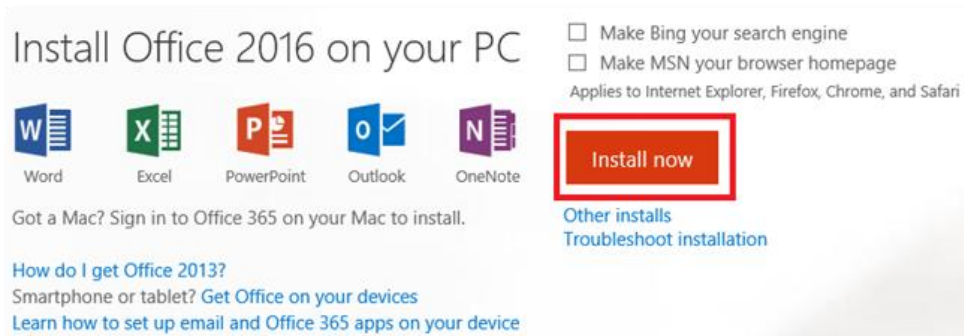 Install Office 2016 on your PC
W
X
P
O
N
Word
Excel
PowerPoint
Outlook
OneNote
Got a Mac? Sign in to Office 365 on your Mac to install.
How do I get Office 2013?
Smartphone or tablet? Get Office on your devices
Learn how to set up email and Office 365 apps on your device
Make Bing your search engine
Make MSN your browser homepage
Applies to Internet Explorer, Firefox, Chrome, and Safari
Install now
Other installs
Troubleshoot installation